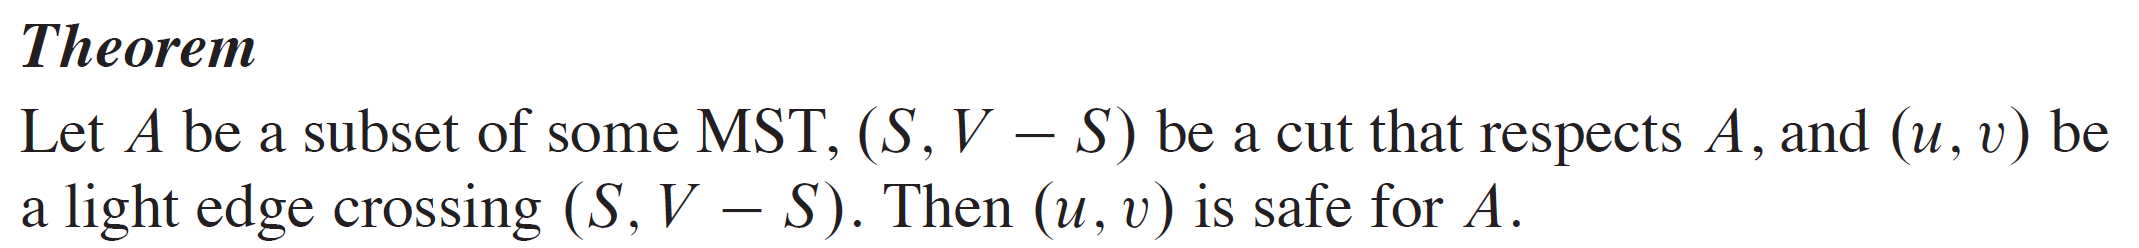 Theorem
Let A be a subset of some MST, (S, V − S) be a cut that respects A, and (u, v) be
a light edge crossing (S, V − S). Then (u, v) is safe for A.